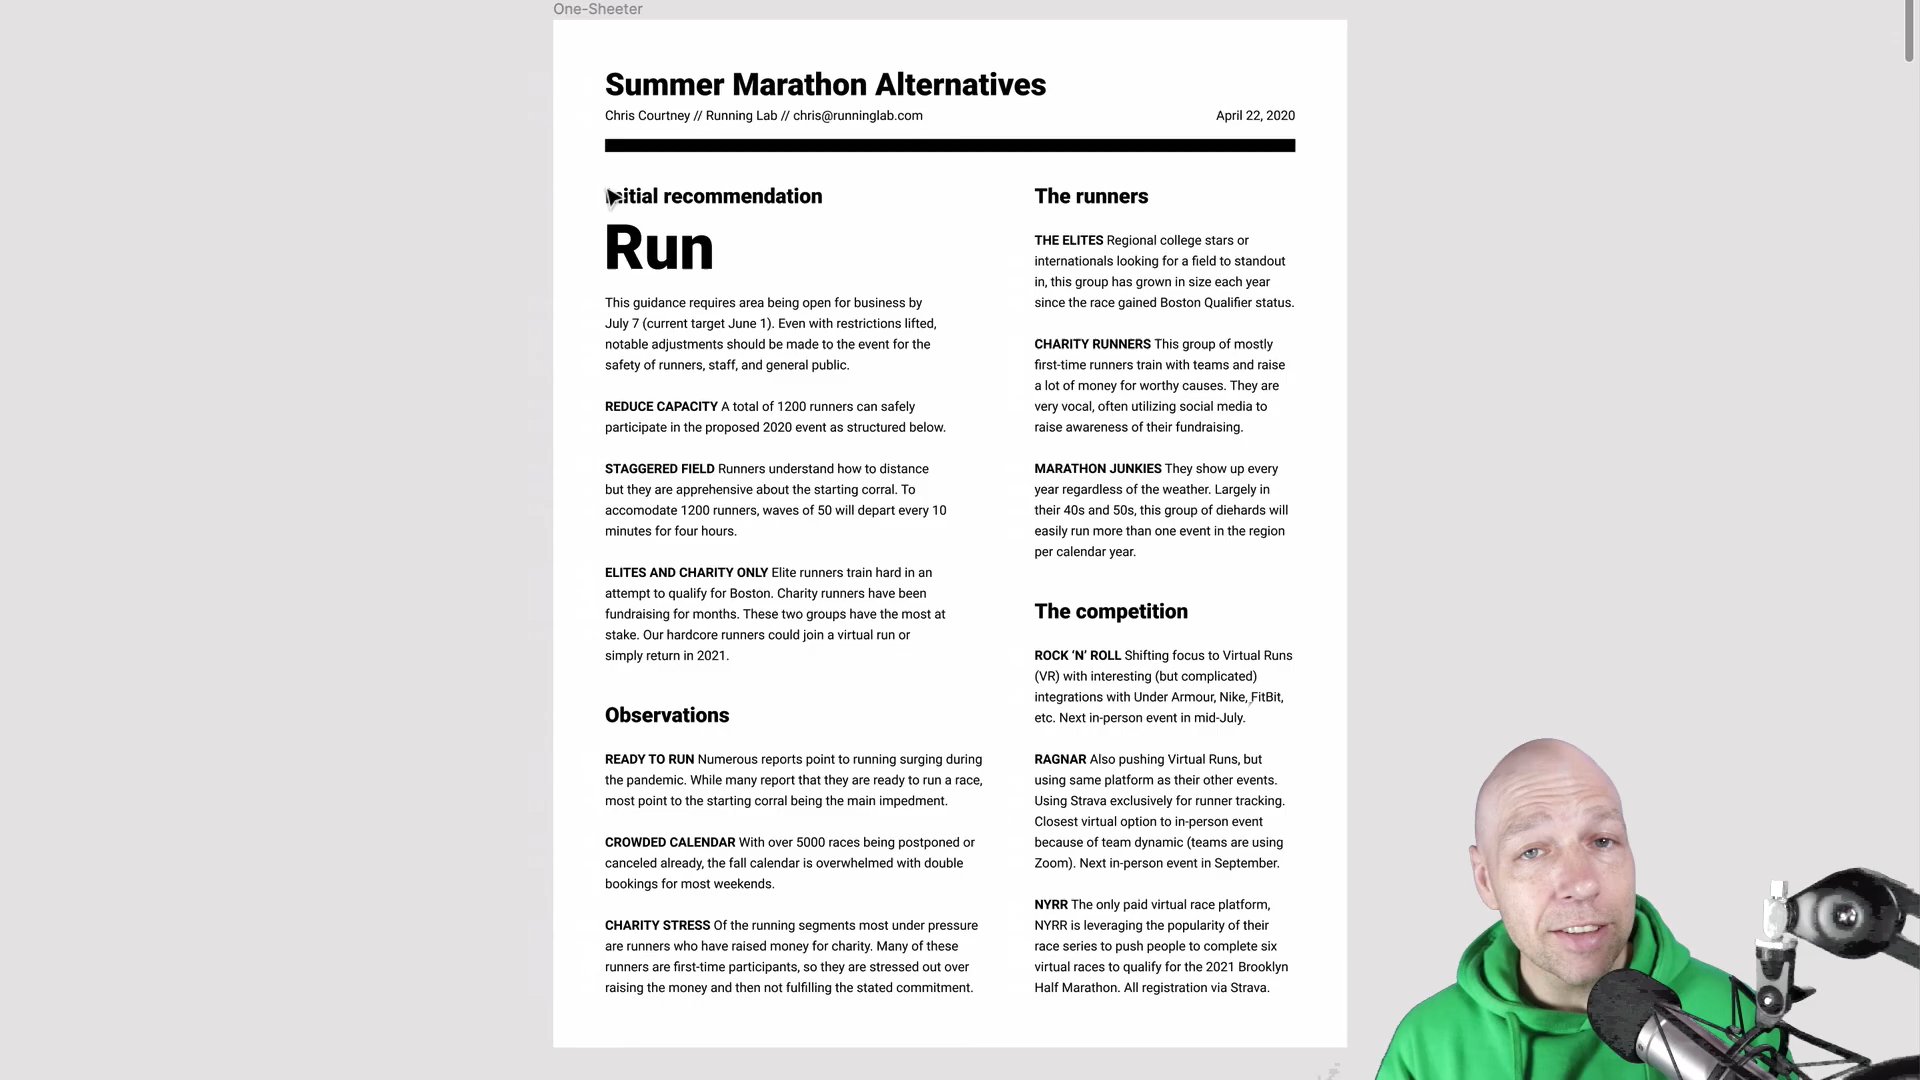 One-Sheeter
Summer Marathon Alternatives
Chris Courtney // Running Lab // chris@runninglab.com
April 22, 2020
Initial recommendation
Run
This guidance requires area being open for business by
July 7 (current target June 1). Even with restrictions lifted,
notable adjustments should be made to the event for the
safety of runners, staff, and general public.
REDUCE CAPACITY A total of 1200 runners can safely
participate in the proposed 2020 event as structured below.
STAGGERED FIELD Runners understand how to distance
but they are apprehensive about the starting corral. To
accomodate 1200 runners, waves of 50 will depart every 10
minutes for four hours.
ELITES AND CHARITY ONLY Elite runners train hard in an
attempt to qualify for Boston. Charity runners have been
fundraising for months. These two groups have the most at
stake. Our hardcore runners could join a virtual run or
simply return in 2021.
Observations
READY TO RUN Numerous reports point to running surging during
the pandemic. While many report that they are ready to run a race,
most point to the starting corral being the main impedment.
CROWDED CALENDAR With over 5000 races being postponed or
canceled already, the fall calendar is overwhelmed with double
bookings for most weekends.
CHARITY STRESS Of the running segments most under pressure
are runners who have raised money for charity. Many of these
runners are first-time participants, so they are stressed out over
raising the money and then not fulfilling the stated commitment.
The runners
THE ELITES Regional college stars or
internationals looking for a field to standout
in, this group has grown in size each year
since the race gained Boston Qualifier status.
CHARITY RUNNERS This group of mostly
first-time runners train with teams and raise
a lot of money for worthy causes. They are
very vocal, often utilizing social media to
raise awareness of their fundraising.
MARATHON JUNKIES They show up every
year regardless of the weather. Largely in
their 40s and 50s, this group of diehards will
easily run more than one event in the region
per calendar year.
The competition
ROCK ‘N’ ROLL Shifting focus to Virtual Runs
(VR) with interesting (but complicated)
integrations with Under Armour, Nike, FitBit,
etc. Next in-person event in mid-July.
RAGNAR Also pushing Virtual Runs, but
using same platform as their other events.
Using Strava exclusively for runner tracking.
Closest virtual option to in-person event
because of team dynamic (teams are using
Zoom). Next in-person event in September.
NYRR The only paid virtual race platform,
NYRR is leveraging the popularity of their
race series to push people to complete six
virtual races to qualify for the 2021 Brooklyn
Half Marathon. All registration via Strava.